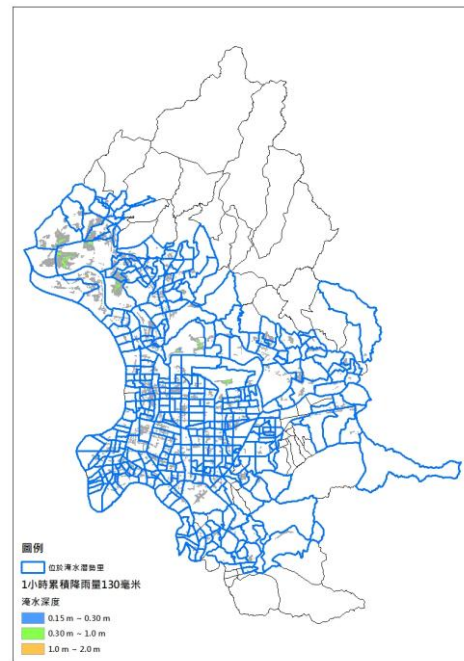 圖例
位於淹水潛勢里
1小時累積降雨量130毫米
淹水深度
0.15 m ~ 0.30 m
0.30 m ~ 1.0 m
1.0 m ~ 2.0 m